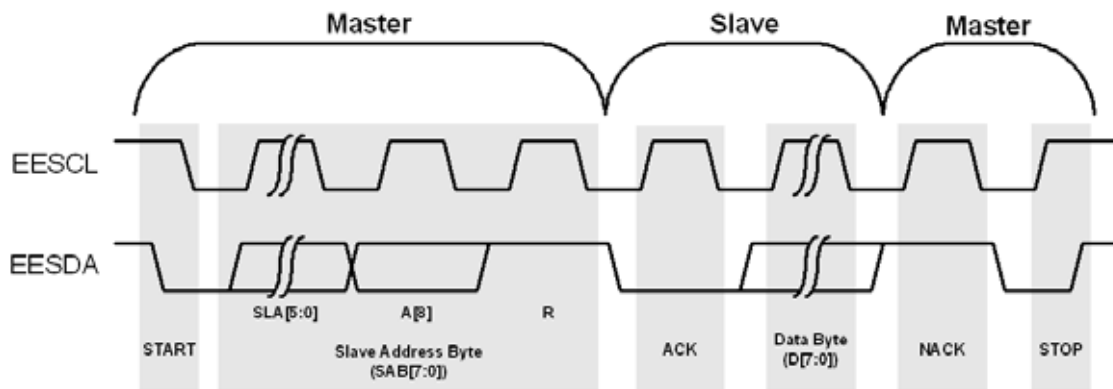 Master Slave Master
EESCL
EESDA
SLA[5:0] A[8] R
START Slave Address Byte (SAB[7:0]) ACK Data Byte (D[7:0]) NACK STOP